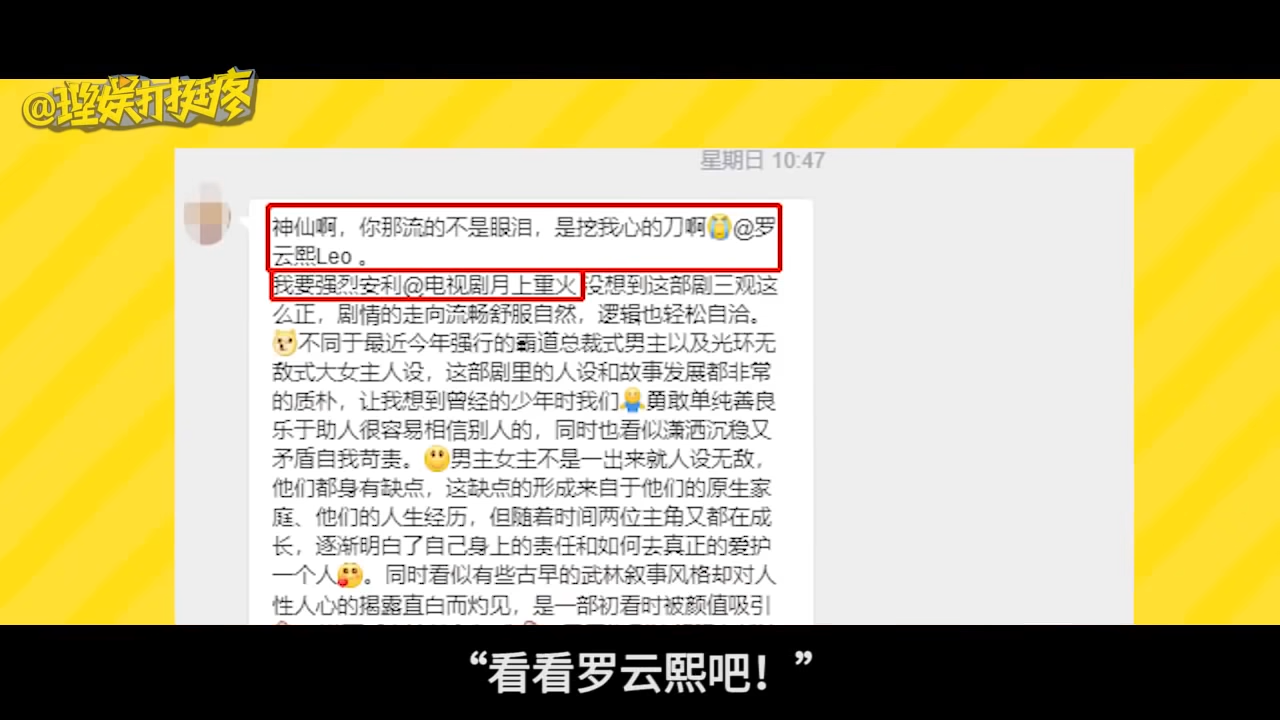 @理娱打挺疼
星期日 10:47
神仙啊，你那流的不是眼泪，是挖我心的刀啊😭@罗
云熙Leo 。
我要强烈安利@电视剧月上重火 没想到这部剧三观这
么正，剧情的走向流畅舒服自然，逻辑也轻松自洽。
不同于最近今年强行的霸道总裁式男主以及光环无
敌式大女主人设，这部剧里的人设和故事发展都非常
的质朴，让我想到曾经的少年时我们勇敢单纯善良
乐于助人很容易相信别人的，同时也看似潇洒沉稳又
矛盾自我苛责。男主女主不是一出来就人设无敌，
他们都身有缺点，这缺点的形成来自于他们的原生家
庭、他们的人生经历，但随着时间两位主角又都在成
长，逐渐明白了自己身上的责任和如何去真正的爱护
一个人。同时看似有些古早的武林叙事风格却对人
性人心的揭露直白而灼见，是一部初看时被颜值吸引
“看看罗云熙吧！”